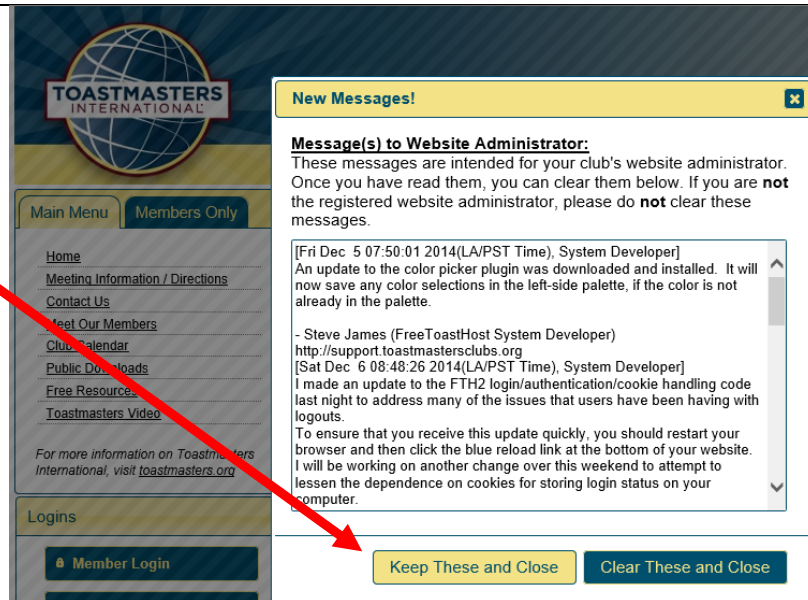 TOASTMASTERS
INTERNATIONAL
Main Menu
Members Only
Home
Meeting Information / Directions
Contact Us
Meet Our Members
Club Calendar
Public Downloads
Free Resources
Toastmasters Video
For more information on Toastmasters
International, visit toastmasters.org
Logins
Member Login
New Messages!
Message(s) to Website Administrator:
These messages are intended for your club's website administrator.
Once you have read them, you can clear them below. If you are not
the registered website administrator, please do not clear these
messages.
[Fri Dec 5 07:50:01 2014(LA/PST Time), System Developer]
An update to the color picker plugin was downloaded and installed. It will
now save any color selections in the left-side palette, if the color is not
already in the palette.
- Steve James (FreeToastHost System Developer)
http://support.toastmastersclubs.org
[Sat Dec 6 08:48:26 2014(LA/PST Time), System Developer]
I made an update to the FTH2 login/authentication/cookie handling code
last night to address many of the issues that users have been having with
logouts.
To ensure that you receive this update quickly, you should restart your
browser and then click the blue reload link at the bottom of your website.
I will be working on another change over this weekend to attempt to
lessen the dependence on cookies for storing login status on your
computer.
Keep These and Close
Clear These and Close